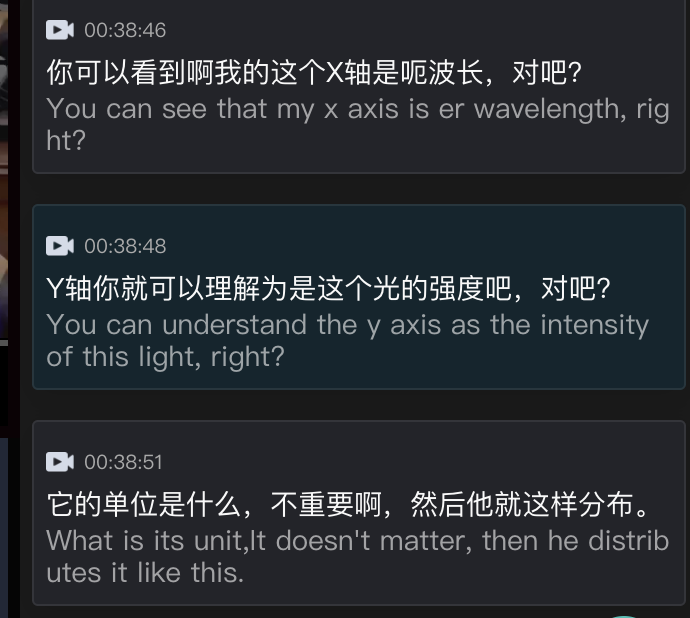 00:38:46
你可以看到啊我的这个X轴是呃波长，对吧？
You can see that my x axis is er wavelength, rig
ht?
00:38:48
Y轴你就可以理解为是这个光的强度吧，对吧？
You can understand the y axis as the intensity
of this light, right?
00:38:51
它的单位是什么，不重要啊，然后他就这样分布。
What is its unit,It doesn't matter, then he distrib
utes it like this.